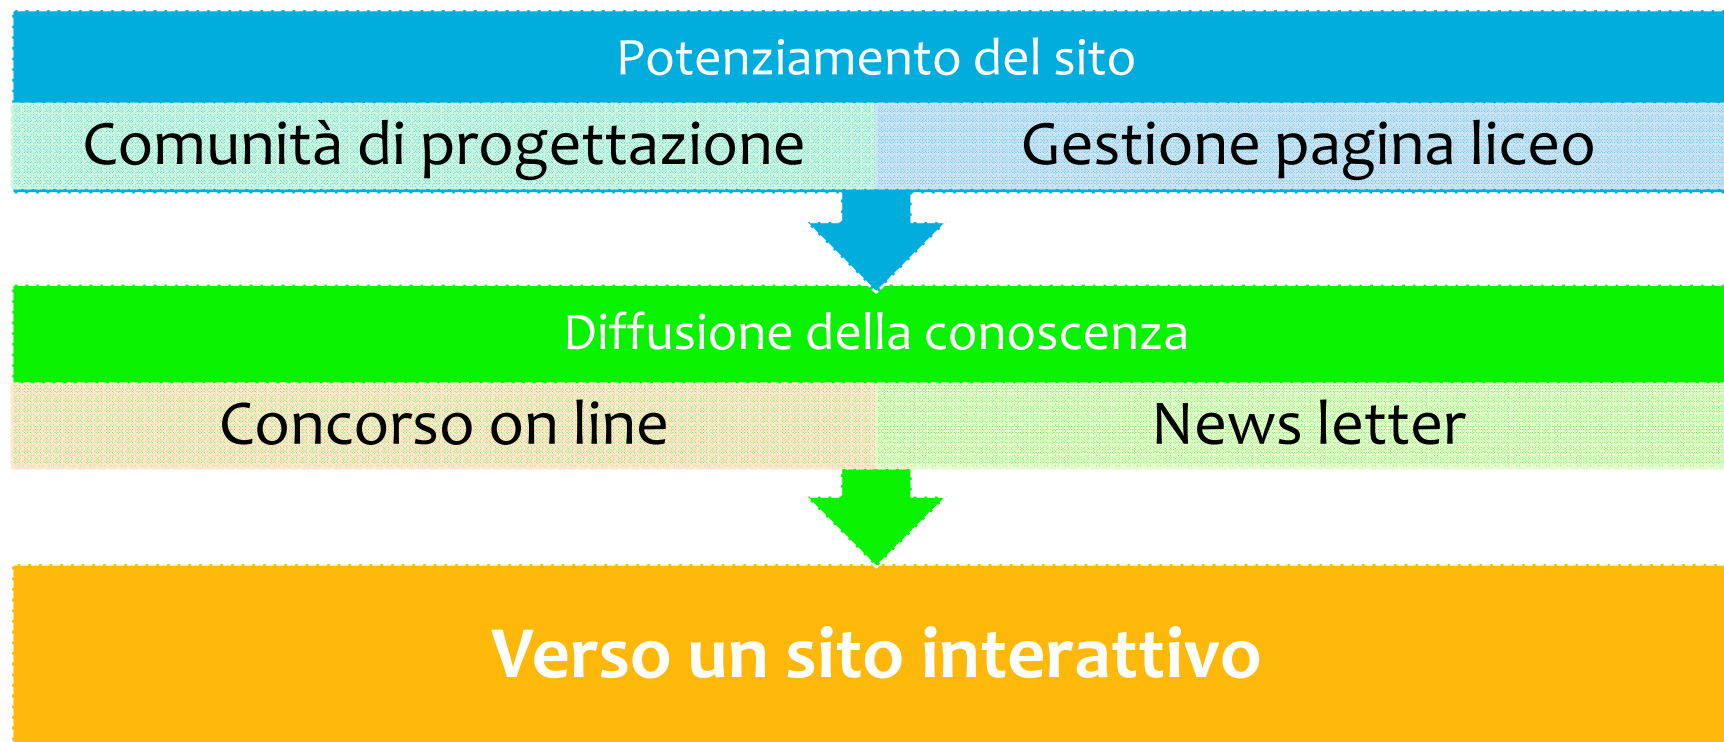 Potenziamento del sito
Comunità di progettazione
Gestione pagina liceo
Diffusione della conoscenza
Concorso on line
News letter
Verso un sito interattivo